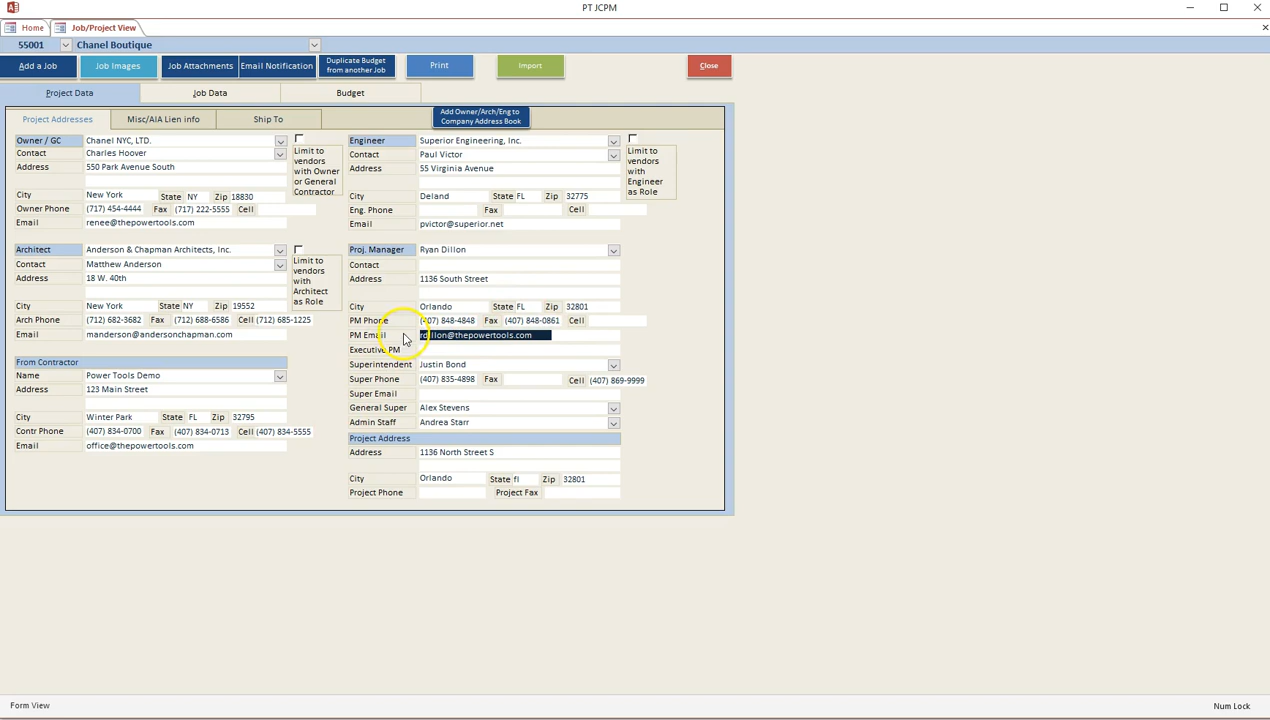 PT JCPM
Home
Job/Project View
55001
Chanel Boutique
Add a Job
Job Images
Job Attachments
Email Notification
Duplicate Budget
from another Job
Print
Import
Close
Project Data
Job Data
Budget
Project Addresses
Misc/AIA Lien info
Ship To
Add Owner/Arch/Eng to
Company Address Book
Owner / GC Chanel NYC, LTD.
Contact Charles Hoover
Address 550 Park Avenue South
City New York State NY Zip 18830
Owner Phone (717) 454-4444 Fax (717) 222-5555 Cell
Email renee@thepowertools.com
Limit to
vendors
with Owner
or General
Contractor
Engineer Superior Engineering, Inc.
Contact Paul Victor
Address 55 Virginia Avenue
City Deland State FL Zip 32775
Eng. Phone Fax Cell
Email pvictor@superior.net
Limit to
vendors
with
Engineer
as Role
Architect Anderson & Chapman Architects, Inc.
Contact Matthew Anderson
Address 18 W. 40th
City New York State NY Zip 19552
Arch Phone (712) 682-3682 Fax (712) 688-6586 Cell (712) 685-1225
Email manderson@andersonchapman.com
Limit to
vendors
with
Architect
as Role
Proj. Manager Ryan Dillon
Contact
Address 1136 South Street
City Orlando State FL Zip 32801
PM Phone (407) 848-4848 Fax (407) 848-0861 Cell
PM Email rdillon@thepowertools.com
Executive PM
Superintendent Justin Bond
Super Phone (407) 835-4898 Fax Cell (407) 869-9999
Super Email
General Super Alex Stevens
Admin Staff Andrea Starr
From Contractor
Name Power Tools Demo
Address 123 Main Street
City Winter Park State FL Zip 32795
Contr Phone (407) 834-0700 Fax (407) 834-0713 Cell (407) 834-5555
Email office@thepowertools.com
Project Address
Address 1136 North Street S
City Orlando State fl Zip 32801
Project Phone Project Fax
Form View
Num Lock